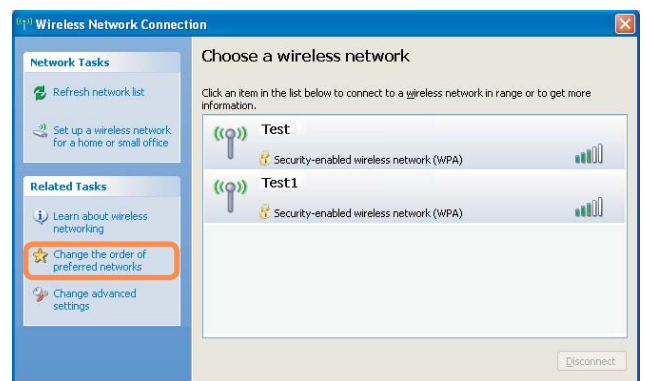 Wireless Network Connection
Network Tasks
Refresh network list
Set up a wireless network
for a home or small office
Related Tasks
Learn about wireless
networking
Change the order of
preferred networks
Change advanced
settings
Choose a wireless network
Click an item in the list below to connect to a wireless network in range or to get more
information.
Test
Security-enabled wireless network (WPA)
Test1
Security-enabled wireless network (WPA)
Disconnect